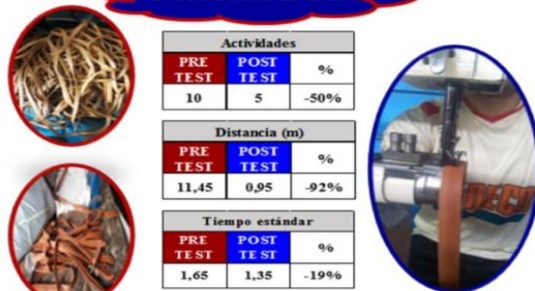 Actividades
PRE TEST POST TEST %
10 5 -50%
Distancia (m)
PRE TEST POST TEST %
11,45 0,95 -92%
Tiempo estándar
PRE TEST POST TEST %
1,65 1,35 -19%